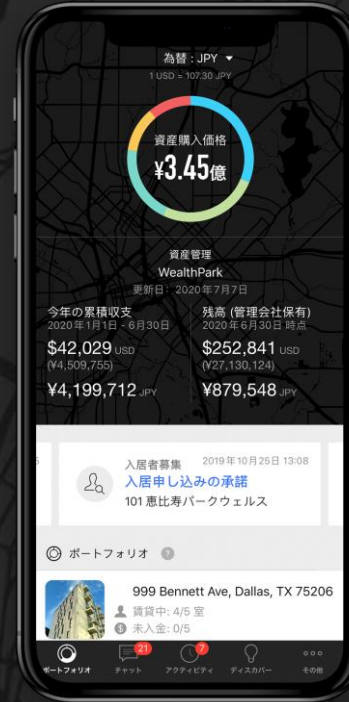 為替 : JPY
1 USD = 107.30 JPY
資産購入価格
¥3.45億
資産管理
WealthPark
更新日: 2020年7月7日
今年の累積収支
2020年1月1日 - 6月30日
$42,029 USD
(¥4,509,755)
¥4,199,712 JPY
残高 (管理会社保有)
2020年6月30日 時点
$252,841 USD
(¥27,130,124)
¥879,548 JPY
5
入居者募集
2019年10月25日 13:08
入居申し込みの承諾
101 恵比寿パークウェルス
ポートフォリオ ?
999 Bennett Ave, Dallas, TX 75206
賃貸中: 4/5 室
未入金: 0/5
21
7
ポートフォリオ
チャット
アクティビティ
ディスカバー
その他